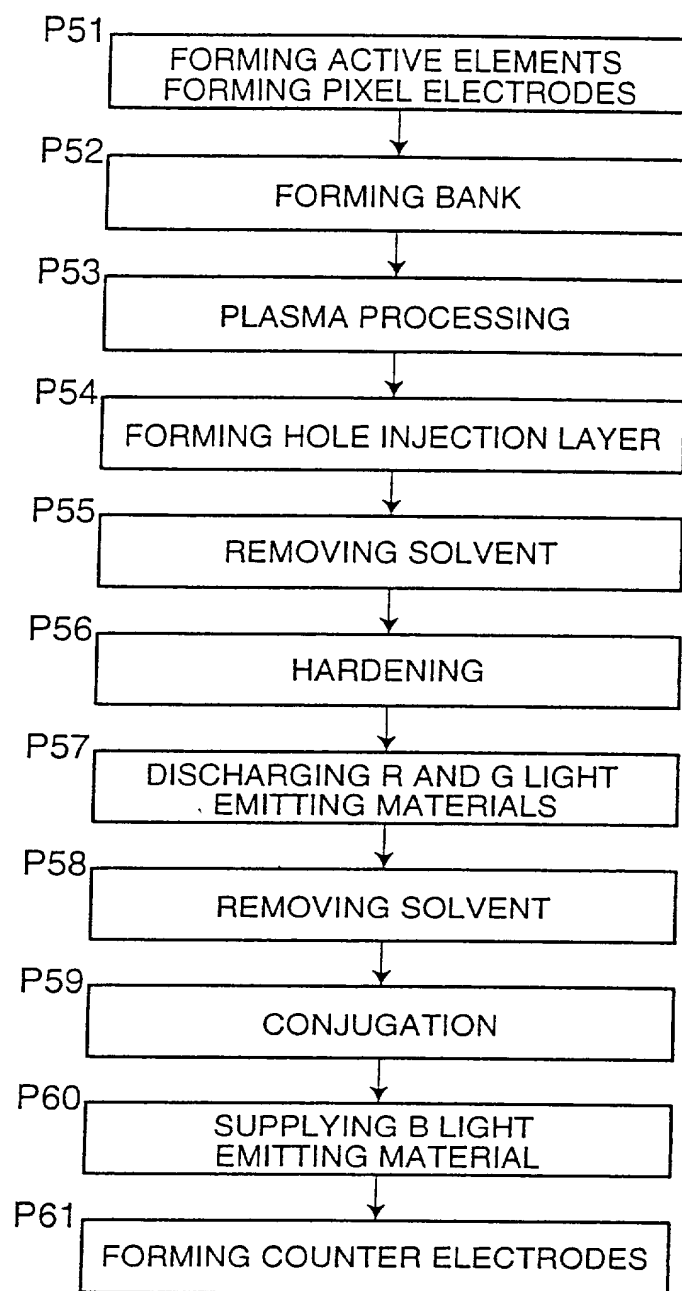 P51
FORMING ACTIVE ELEMENTS
FORMING PIXEL ELECTRODES
P52
FORMING BANK
P53
PLASMA PROCESSING
P54
FORMING HOLE INJECTION LAYER
P55
REMOVING SOLVENT
P56
HARDENING
P57
DISCHARGING R AND G LIGHT
EMITTING MATERIALS
P58
REMOVING SOLVENT
P59
CONJUGATION
P60
SUPPLYING B LIGHT
EMITTING MATERIAL
P61
FORMING COUNTER ELECTRODES